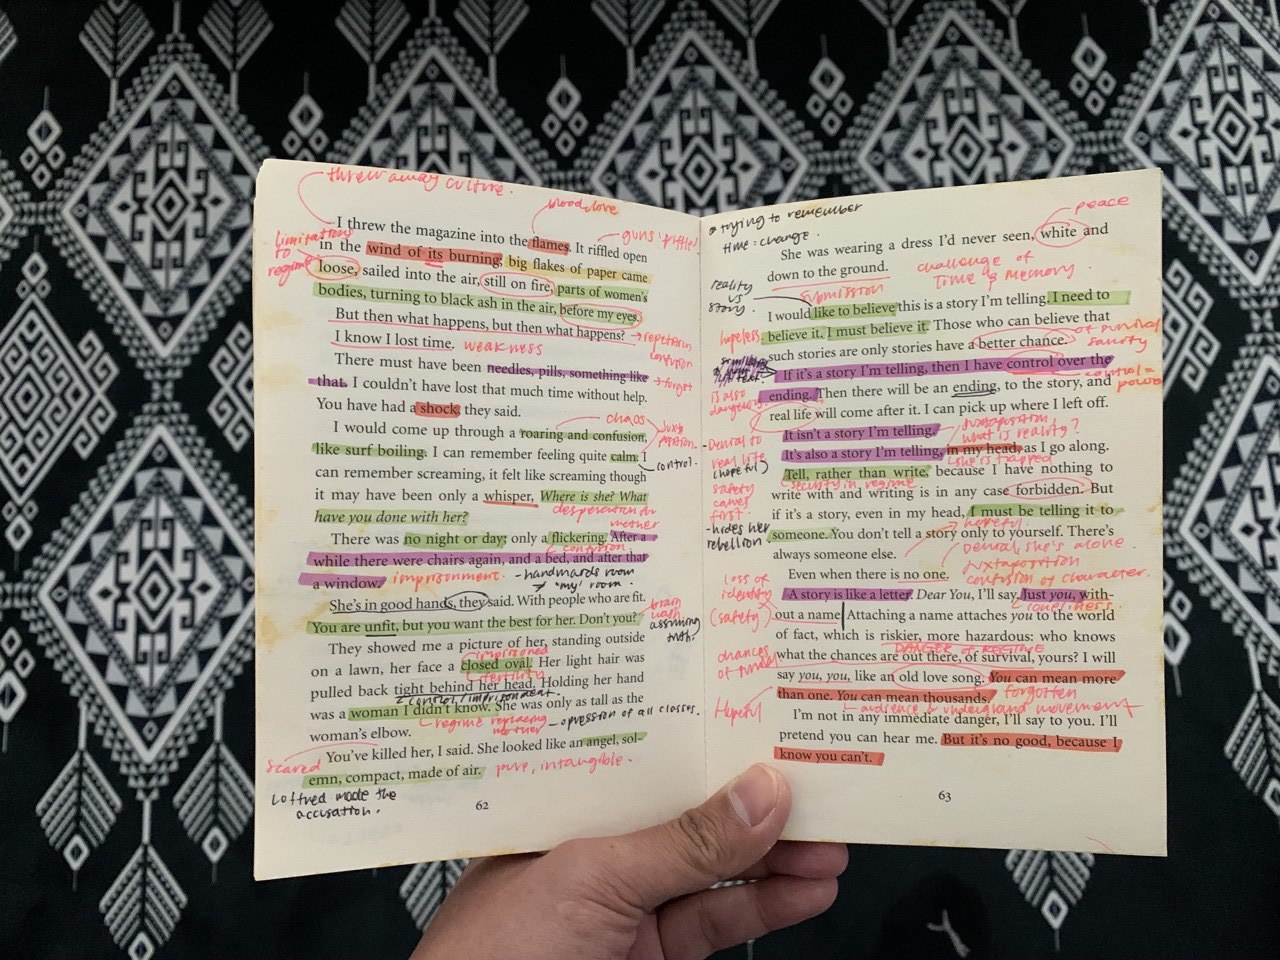 threw away culture.
blood, love
I threw the magazine into the flames. It riffled open
guns 'riffle'
limitations
to
regime
in the wind of its burning; big flakes of paper came
loose, sailed into the air, still on fire, parts of women's
bodies, turning to black ash in the air, before my eyes.
But then what happens, but then what happens?
repetition
confusion
I know I lost time.
weakness
There must have been needles, pills, something like
that. I couldn't have lost that much time without help.
forgot
You have had a shock, they said.
chaos
I would come up through a roaring and confusion,
juxta
position.
like surf boiling. I can remember feeling quite calm. I
control.
can remember screaming, it felt like screaming though
it may have been only a whisper, Where is she? What
have you done with her?
desperation for
mother
There was no night or day; only a flickering. After a
confusion.
while there were chairs again, and a bed, and after that
a window.
imprisonment.
-handmaids room
"my" room.
She's in good hands, they said. With people who are fit.
You are unfit, but you want the best for her. Don't you?
brain
wash
assuming
truth.
They showed me a picture of her, standing outside
imprisoned
on a lawn, her face a closed oval. Her light hair was
fertility
pulled back tight behind her head. Holding her hand
control/imprisonment.
was a woman I didn't know. She was only as tall as the
regime replacing
mother
-opression of all classes.
woman's elbow.
You've killed her, I said. She looked like an angel, sol-
scared
emn, compact, made of air.
pure, intangible.
Loffred made the
accusation.
62
trying to remember
time = change.
peace
She was wearing a dress I'd never seen, white and
down to the ground.
submission
challenge of
time & memory.
reality
vs
story.
I would like to believe this is a story I'm telling. I need to
believe it. I must believe it. Those who can believe that
hopeless.
such stories are only stories have a better chance.
of survival
sanity
If it's a story I'm telling, then I have control over the
control =
power
ending. Then there will be an ending, to the story, and
is also
dangerous
real life will come after it. I can pick up where I left off.
It isn't a story I'm telling.
juxtaposition
what is reality?
It's also a story I'm telling, in my head, as I go along.
she is trapped
-Denial to
real life
(hopeful)
Tell, rather than write, because I have nothing to
security in regime
write with and writing is in any case forbidden. But
safety
comes
first.
if it's a story, even in my head, I must be telling it to
hopeful.
-hides her
rebellion.
someone. You don't tell a story only to yourself. There's
always someone else.
Denial, she's alone
juxtaposition
Even when there is no one.
confusion of character.
A story is like a letter. Dear You, I'll say. Just you, with-
loneliness.
loss of
identity
(safety)
out a name. Attaching a name attaches you to the world
of fact, which is riskier, more hazardous: who knows
DANGER of REGIME
what the chances are out there, of survival, yours? I will
chances
say you, you, like an old love song. You can mean more
than one. You can mean thousands.
forgotten
audience & underground movement
Hopeful
I'm not in any immediate danger, I'll say to you. I'll
pretend you can hear me. But it's no good, because I
know you can't.
63